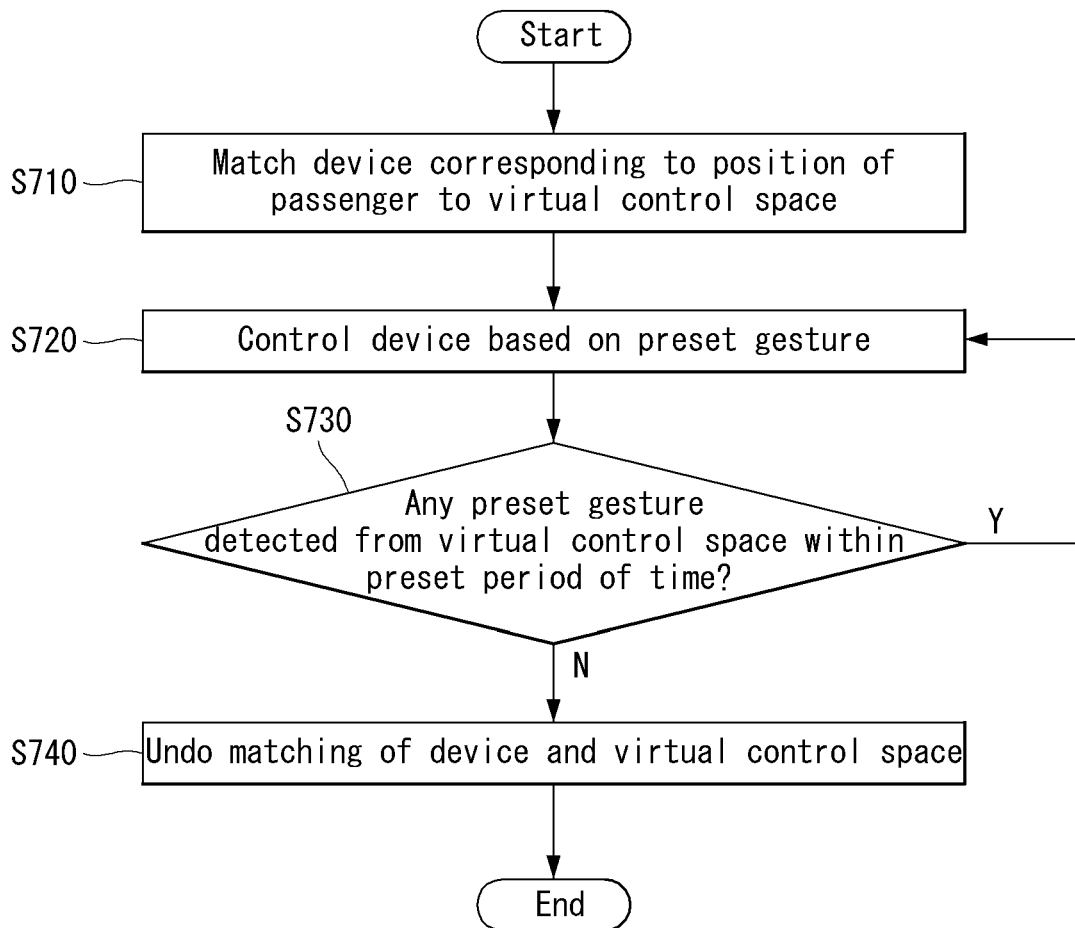 Start
S710
Match device corresponding to position of
passenger to virtual control space
S720
Control device based on preset gesture
S730
Any preset gesture
detected from virtual control space within
preset period of time?
Y
N
S740
Undo matching of device and virtual control space
End